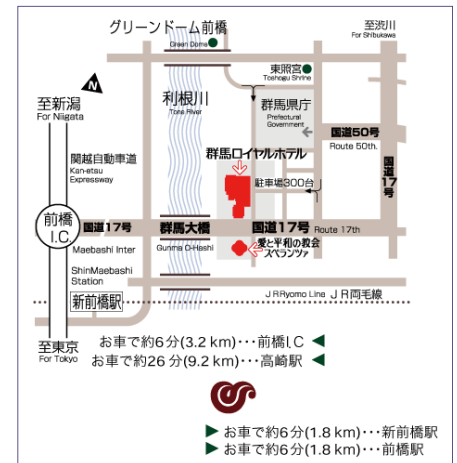 グリーンドーム前橋
Green Dome
至渋川
For Shibukawa
東照宮
Toshogu Shrine
N
至新潟
For Niigata
利根川
Tone River
群馬県庁
Prefectural
Government
国道50号
Route 50th.
関越自動車道
Kan-etsu
Expressway
群馬ロイヤルホテル
駐車場300台
国道17号
前橋
I.C.
国道17号
群馬大橋
国道17号
Route 17th
Maebashi Inter
Gunma O-Hashi
愛と平和の教会
スペランツァ
ShinMaebashi
Station
新前橋駅
JRRyomo Line JR両毛線
至東京
For Tokyo
お車で約6分(3.2 km)･･･前橋I.C ◀
お車で約26分(9.2 km)･･･高崎駅 ◀
▶ お車で約6分(1.8 km)･･･新前橋駅
▶ お車で約6分(1.8 km)･･･前橋駅